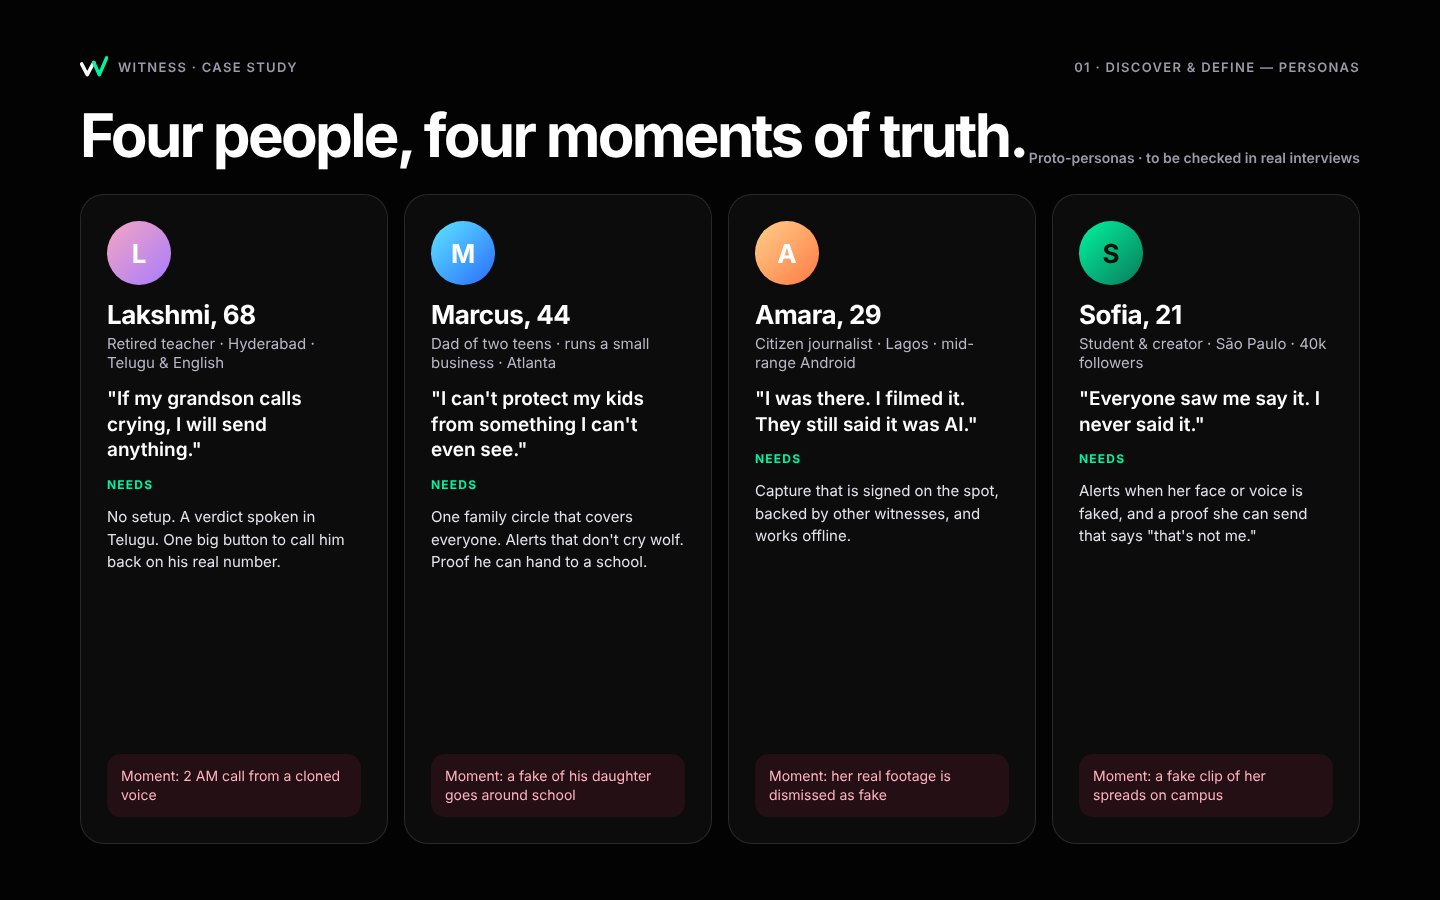 WITNESS · CASE STUDY
01 · DISCOVER & DEFINE — PERSONAS
Four people, four moments of truth.
Proto-personas · to be checked in real interviews
L
Lakshmi, 68
Retired teacher · Hyderabad ·
Telugu & English
"If my grandson calls
crying, I will send
anything."
NEEDS
No setup. A verdict spoken in
Telugu. One big button to call him
back on his real number.
Moment: 2 AM call from a cloned
voice
M
Marcus, 44
Dad of two teens · runs a small
business · Atlanta
"I can't protect my kids
from something I can't
even see."
NEEDS
One family circle that covers
everyone. Alerts that don't cry wolf.
Proof he can hand to a school.
Moment: a fake of his daughter
goes around school
A
Amara, 29
Citizen journalist · Lagos · mid-
range Android
"I was there. I filmed it.
They still said it was AI."
NEEDS
Capture that is signed on the spot,
backed by other witnesses, and
works offline.
Moment: her real footage is
dismissed as fake
S
Sofia, 21
Student & creator · São Paulo · 40k
followers
"Everyone saw me say it. I
never said it."
NEEDS
Alerts when her face or voice is
faked, and a proof she can send
that says "that's not me."
Moment: a fake clip of her
spreads on campus